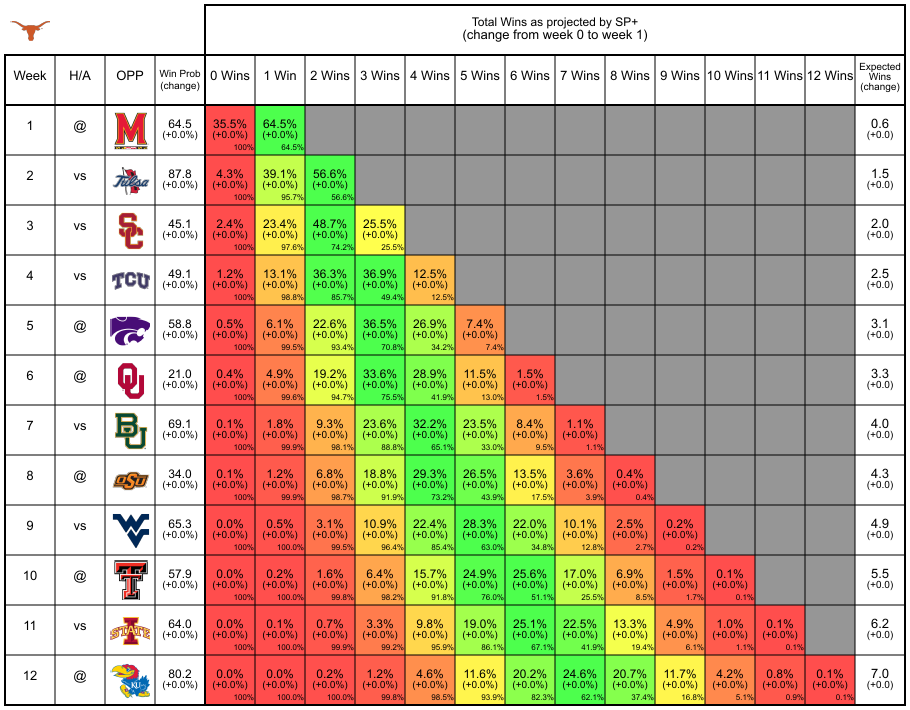 Total Wins as projected by SP+
(change from week 0 to week 1)
Week H/A OPP Win Prob (change) 0 Wins 1 Win 2 Wins 3 Wins 4 Wins 5 Wins 6 Wins 7 Wins 8 Wins 9 Wins 10 Wins 11 Wins 12 Wins Expected Wins (change)
1 @ M 64.5 35.5% 64.5% 0.6
(+0.0%) (+0.0%) (+0.0%) (+0.0)
100% 64.5%
2 vs Tulsa 87.8 4.3% 39.1% 56.6% 1.5
(+0.0%) (+0.0%) (+0.0%) (+0.0%) (+0.0)
100% 95.7% 56.6%
3 vs SC 45.1 2.4% 23.4% 48.7% 25.5% 2.0
(+0.0%) (+0.0%) (+0.0%) (+0.0%) (+0.0%) (+0.0)
100% 97.6% 74.2% 25.5%
4 vs TCU 49.1 1.2% 13.1% 36.3% 36.9% 12.5% 2.5
(+0.0%) (+0.0%) (+0.0%) (+0.0%) (+0.0%) (+0.0%) (+0.0)
100% 98.8% 85.7% 49.4% 12.5%
5 @ 58.8 0.5% 6.1% 22.6% 36.5% 26.9% 7.4% 3.1
(+0.0%) (+0.0%) (+0.0%) (+0.0%) (+0.0%) (+0.0%) (+0.0%) (+0.0)
100% 99.5% 93.4% 70.8% 34.2% 7.4%
6 @ OU 21.0 0.4% 4.9% 19.2% 33.6% 28.9% 11.5% 1.5% 3.3
(+0.0%) (+0.0%) (+0.0%) (+0.0%) (+0.0%) (+0.0%) (+0.0%) (+0.0%) (+0.0)
100% 99.6% 94.7% 75.5% 41.9% 13.0% 1.5%
7 vs BU 69.1 0.1% 1.8% 9.3% 23.6% 32.2% 23.5% 8.4% 1.1% 4.0
(+0.0%) (+0.0%) (+0.0%) (+0.0%) (+0.0%) (+0.0%) (+0.0%) (+0.0%) (+0.0%) (+0.0)
100% 99.9% 98.1% 88.8% 65.1% 33.0% 9.5% 1.1%
8 @ OSU 34.0 0.1% 1.2% 6.8% 18.8% 29.3% 26.5% 13.5% 3.6% 0.4% 4.3
(+0.0%) (+0.0%) (+0.0%) (+0.0%) (+0.0%) (+0.0%) (+0.0%) (+0.0%) (+0.0%) (+0.0%) (+0.0)
100% 99.9% 98.7% 91.9% 73.2% 43.9% 17.5% 3.9% 0.4%
9 vs WV 65.3 0.0% 0.5% 3.1% 10.9% 22.4% 28.3% 22.0% 10.1% 2.5% 0.2% 4.9
(+0.0%) (+0.0%) (+0.0%) (+0.0%) (+0.0%) (+0.0%) (+0.0%) (+0.0%) (+0.0%) (+0.0%) (+0.0%) (+0.0)
100% 100.0% 99.5% 96.4% 85.4% 63.0% 34.8% 12.8% 2.7% 0.2%
10 @ TT 57.9 0.0% 0.2% 1.6% 6.4% 15.7% 24.9% 25.6% 17.0% 6.9% 1.5% 0.1% 5.5
(+0.0%) (+0.0%) (+0.0%) (+0.0%) (+0.0%) (+0.0%) (+0.0%) (+0.0%) (+0.0%) (+0.0%) (+0.0%) (+0.0%) (+0.0)
100% 100.0% 99.8% 98.2% 91.8% 76.0% 51.1% 25.5% 8.5% 1.7% 0.1%
11 vs I STATE 64.0 0.0% 0.1% 0.7% 3.3% 9.8% 19.0% 25.1% 22.5% 13.3% 4.9% 1.0% 0.1% 6.2
(+0.0%) (+0.0%) (+0.0%) (+0.0%) (+0.0%) (+0.0%) (+0.0%) (+0.0%) (+0.0%) (+0.0%) (+0.0%) (+0.0%) (+0.0%) (+0.0)
100% 100.0% 99.9% 99.2% 95.9% 86.1% 67.1% 41.9% 19.4% 6.1% 1.1% 0.1%
12 @ KU 80.2 0.0% 0.0% 0.2% 1.2% 4.6% 11.6% 20.2% 24.6% 20.7% 11.7% 4.2% 0.8% 0.1% 7.0
(+0.0%) (+0.0%) (+0.0%) (+0.0%) (+0.0%) (+0.0%) (+0.0%) (+0.0%) (+0.0%) (+0.0%) (+0.0%) (+0.0%) (+0.0%) (+0.0%) (+0.0)
100% 100.0% 100.0% 99.8% 98.5% 93.9% 82.3% 62.1% 37.4% 16.8% 5.1% 0.9% 0.1%